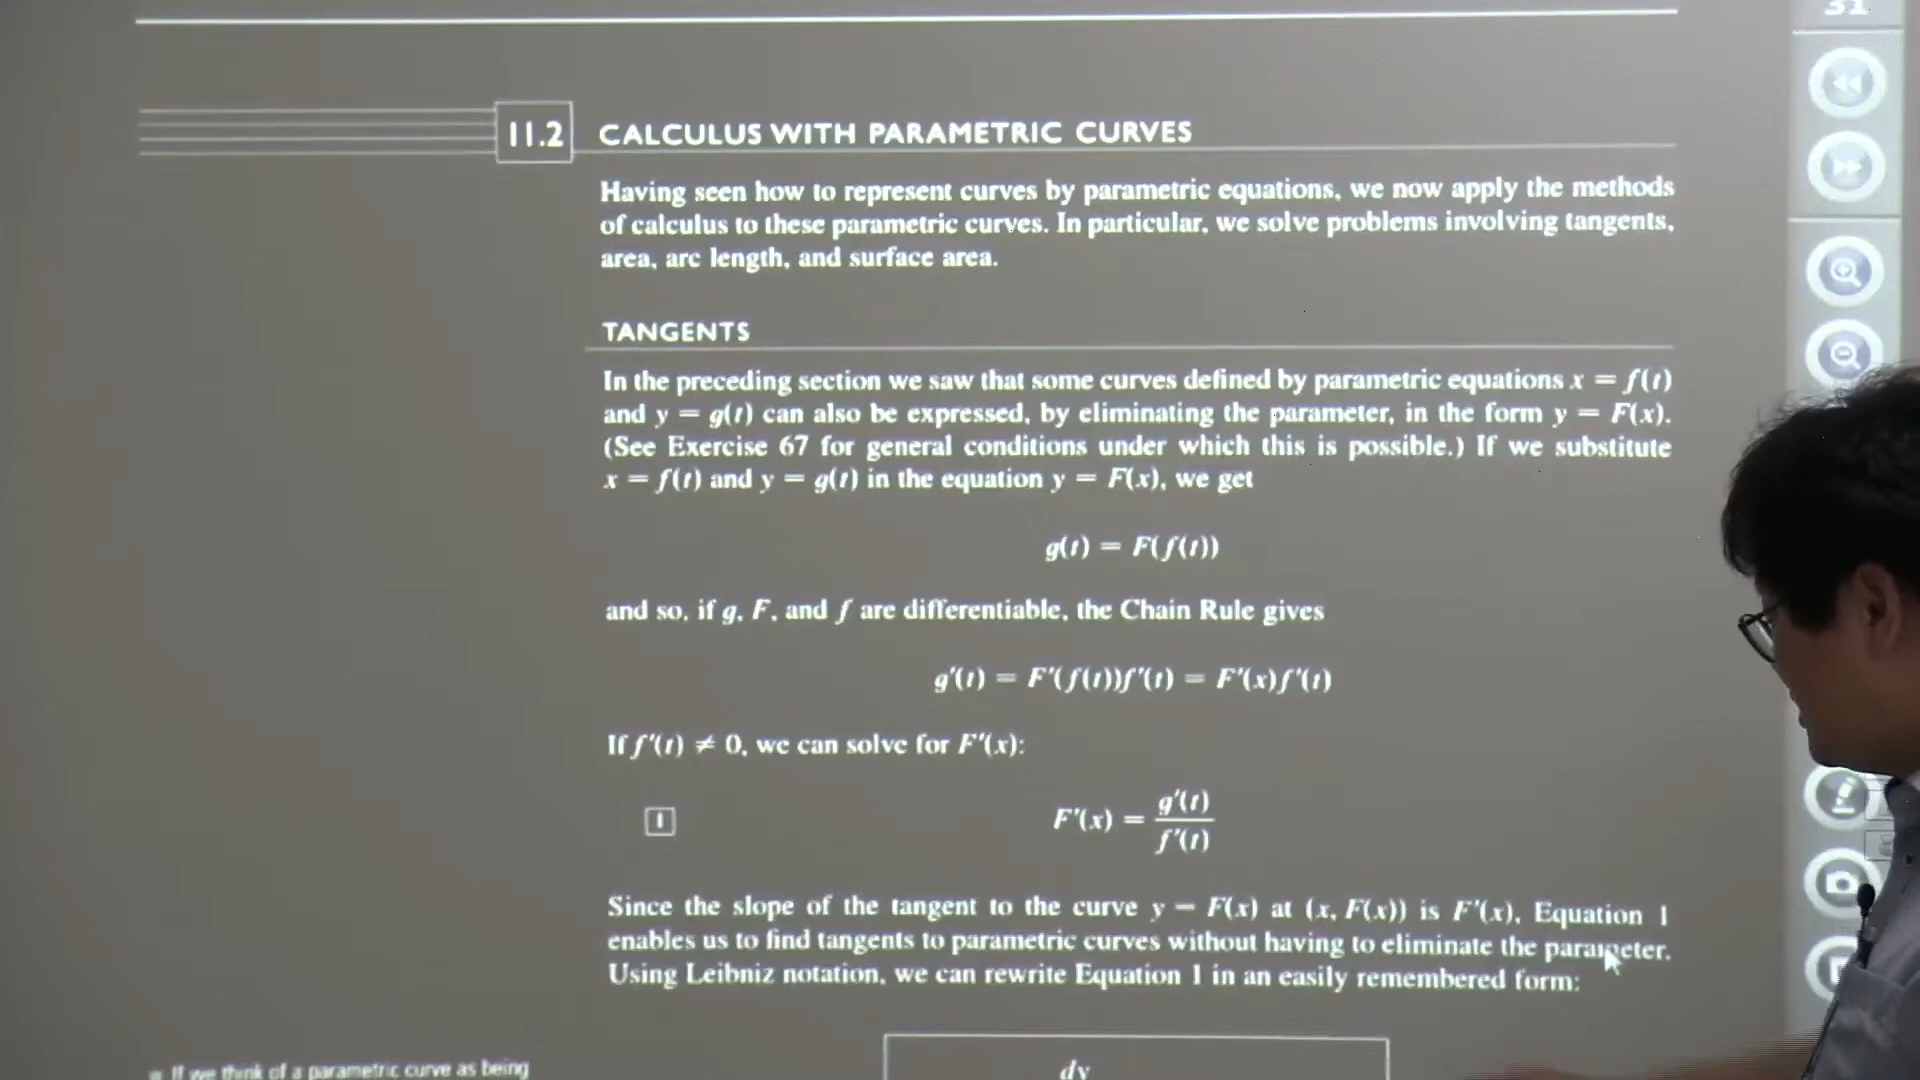 31
11.2 CALCULUS WITH PARAMETRIC CURVES
Having seen how to represent curves by parametric equations, we now apply the methods
of calculus to these parametric curves. In particular, we solve problems involving tangents,
area, arc length, and surface area.
TANGENTS
In the preceding section we saw that some curves defined by parametric equations x = f(t)
and y = g(t) can also be expressed, by eliminating the parameter, in the form y = F(x).
(See Exercise 67 for general conditions under which this is possible.) If we substitute
x = f(t) and y = g(t) in the equation y = F(x), we get
g(t) = F(f(t))
and so, if g, F, and f are differentiable, the Chain Rule gives
g'(t) = F'(f(t))f'(t) = F'(x)f'(t)
If f'(t) ≠ 0, we can solve for F'(x):
1 F'(x) = g'(t)
f'(t)
Since the slope of the tangent to the curve y = F(x) at (x, F(x)) is F'(x), Equation 1
enables us to find tangents to parametric curves without having to eliminate the parameter.
Using Leibniz notation, we can rewrite Equation 1 in an easily remembered form:
If we think of a parametric curve as being
dy